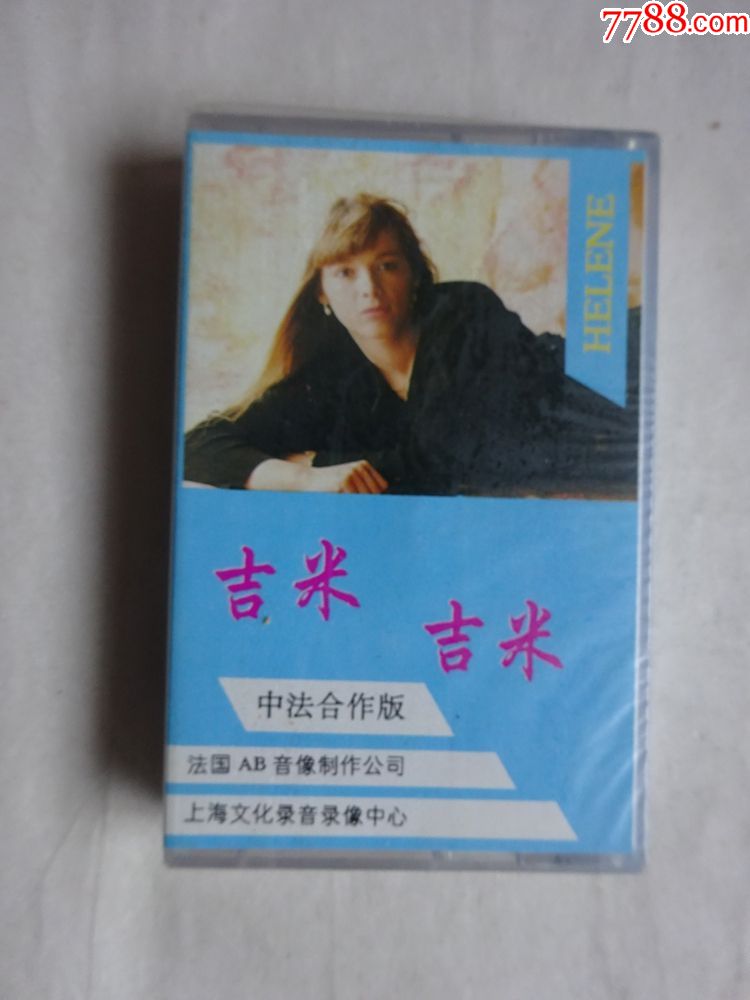 7788.com
HELENE
吉米
吉米
中法合作版
法国 AB 音像制作公司
上海文化录音录像中心